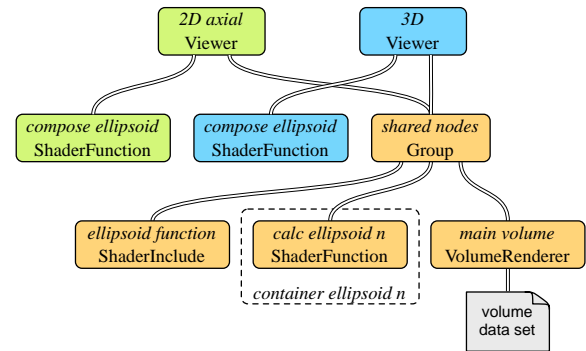 2D axial
Viewer
3D
Viewer
compose ellipsoid
ShaderFunction
compose ellipsoid
ShaderFunction
shared nodes
Group
ellipsoid function
ShaderInclude
calc ellipsoid n
ShaderFunction
main volume
VolumeRenderer
container ellipsoid n
volume
data set